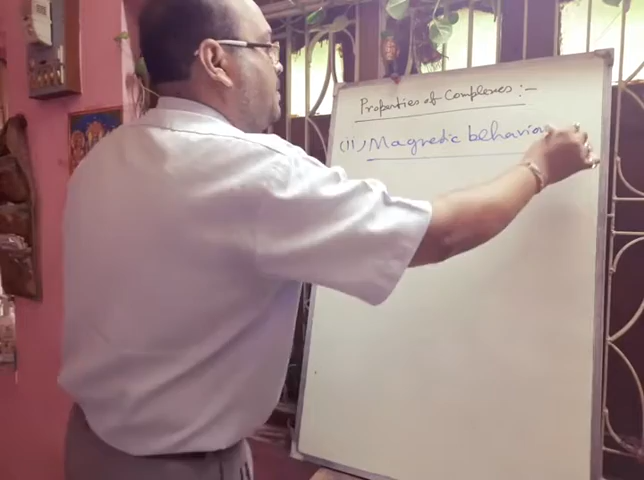 Properties of Complexes :-
(ii) Magnetic behavio